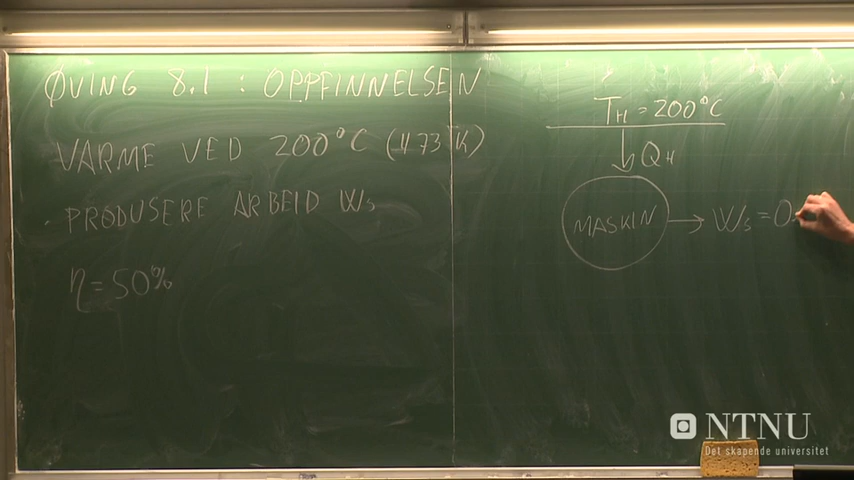 ØVING 8.1 : OPPFINNELSEN
VARME VED 200°C (473 K)
• PRODUSERE ARBEID Ws
η = 50%
TH = 200°C
QH
MASKIN → Ws = 0.
NTNU
Det skapende universitet